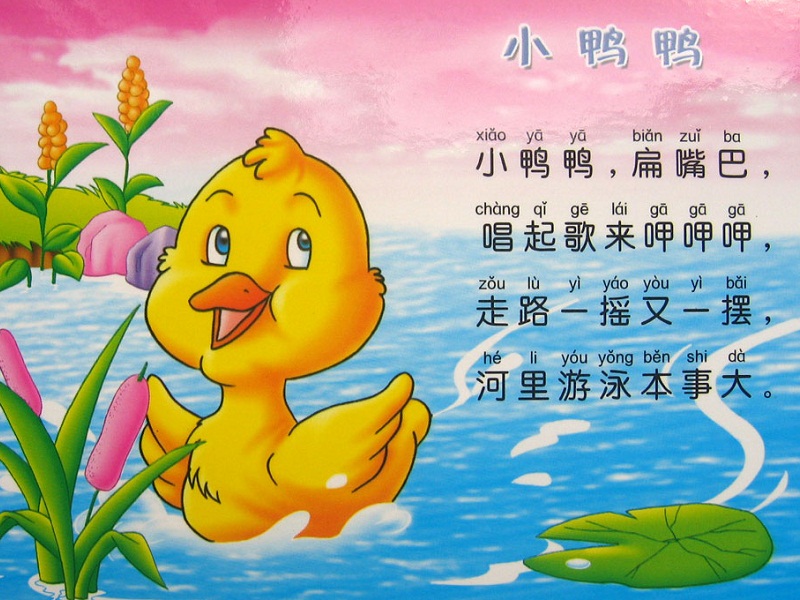 小鸭鸭
xiǎo yā yā biǎn zuǐ ba
小鸭鸭，扁嘴巴，
chàng qǐ gē lái gā gā gā
唱起歌来呷呷呷，
zǒu lù yì yáo yòu yì bǎi
走路一摇又一摆，
hé li yóu yǒng běn shi dà
河里游泳本事大。